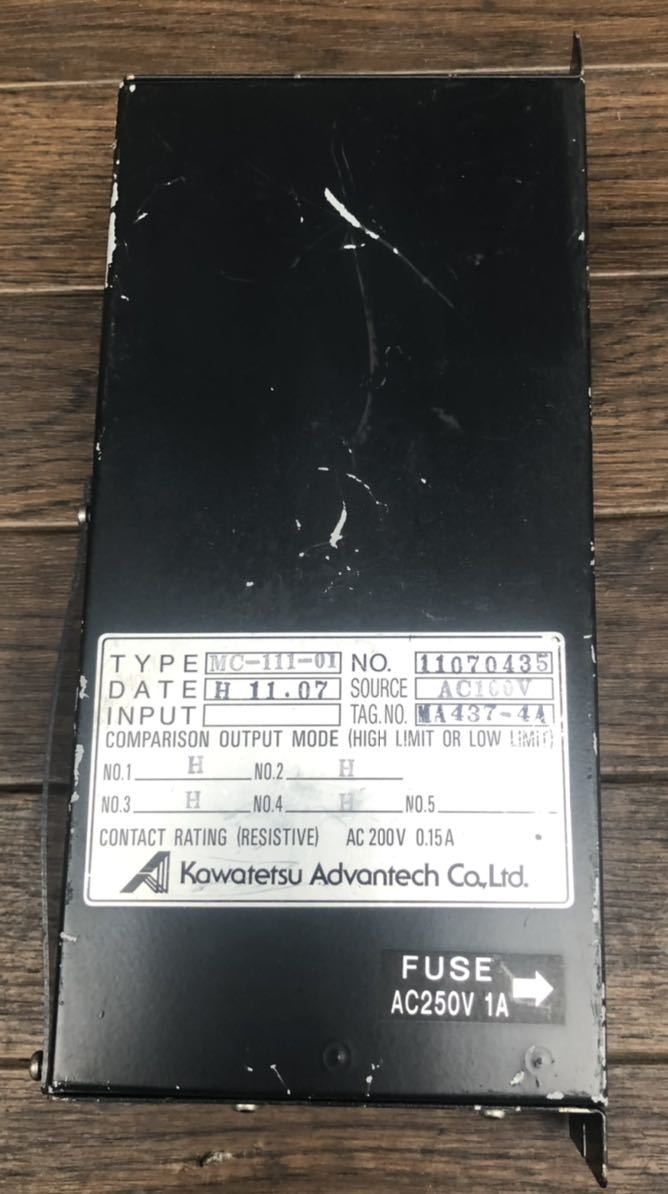 TYPE MC-111-01 NO. 11070435
DATE H 11.07 SOURCE AC100V
INPUT TAG.NO. MA437-4A
COMPARISON OUTPUT MODE (HIGH LIMIT OR LOW LIMIT)
NO.1 H NO.2 H
NO.3 H NO.4 H NO.5
CONTACT RATING (RESISTIVE) AC 200V 0.15A
Kawatetsu Advantech Co.,Ltd.
FUSE
AC250V 1A